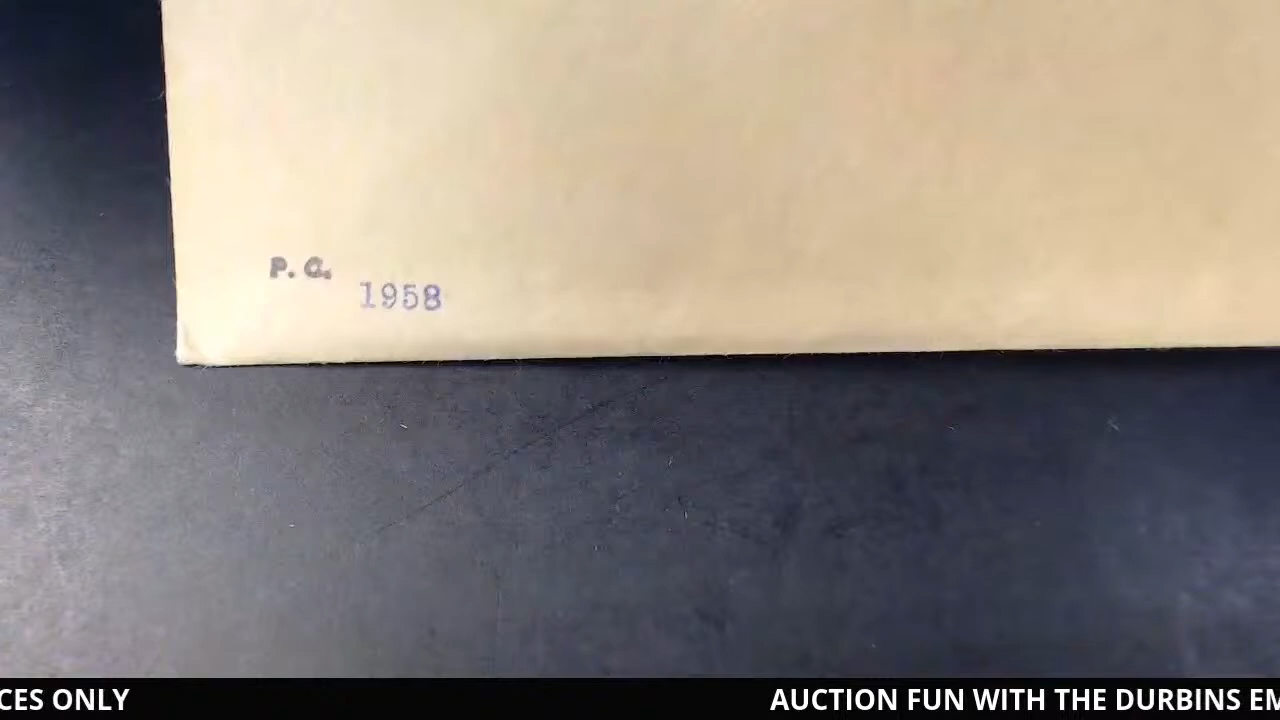 P. C.
1958
CES ONLY
AUCTION FUN WITH THE DURBINS EM